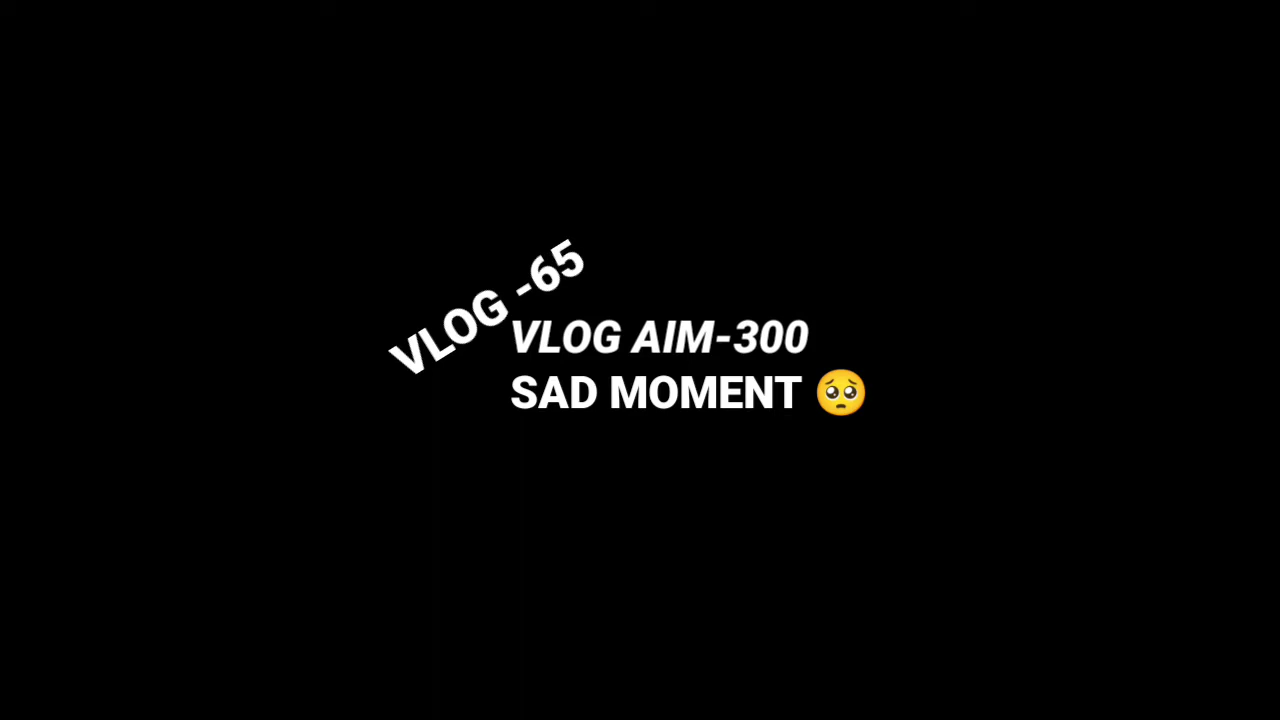 VLOG -65
VLOG AIM-300
SAD MOMENT 🥺